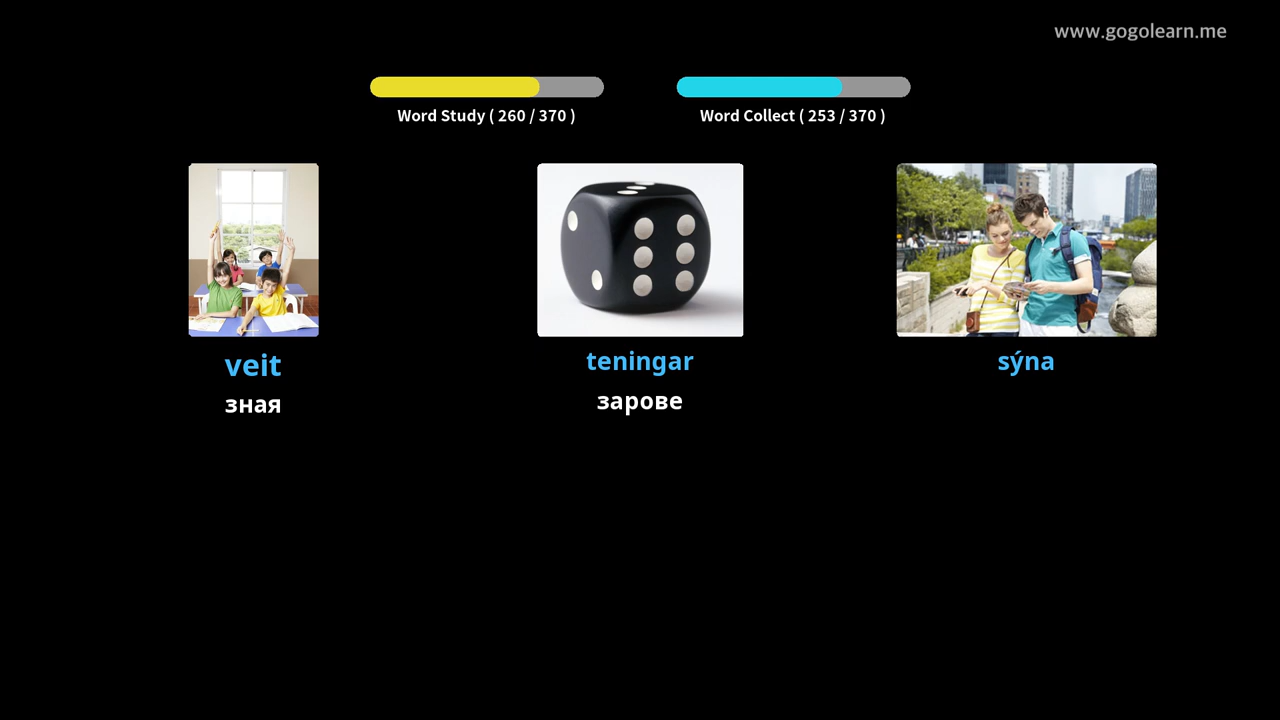 www.gogolearn.me
Word Study ( 260 / 370 )
Word Collect ( 253 / 370 )
veit
teningar
sýna
зная
зарове